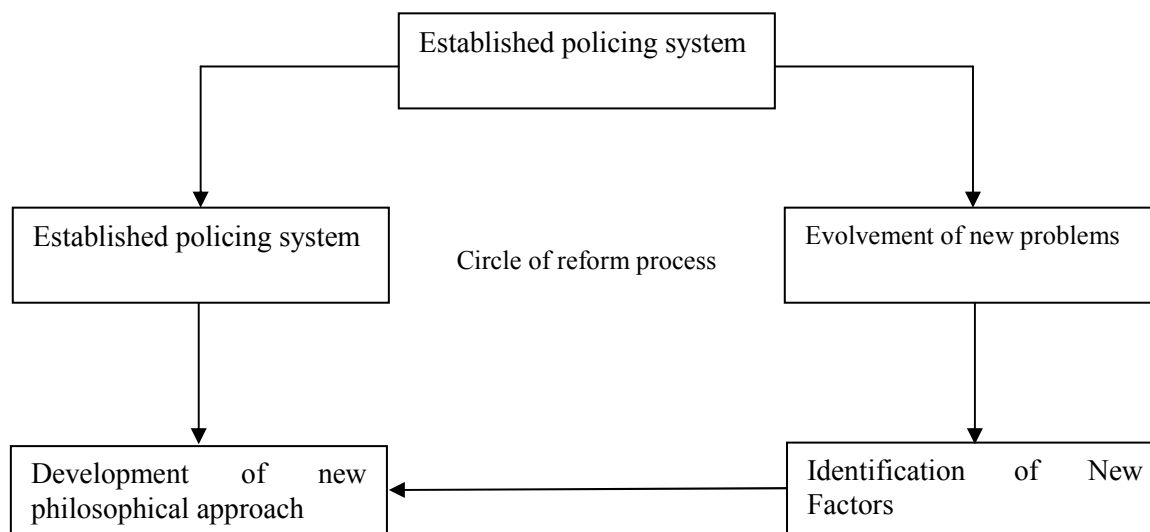 Established policing system
Established policing system
Evolvement of new problems
Circle of reform process
Development of new
philosophical approach
Identification of New
Factors